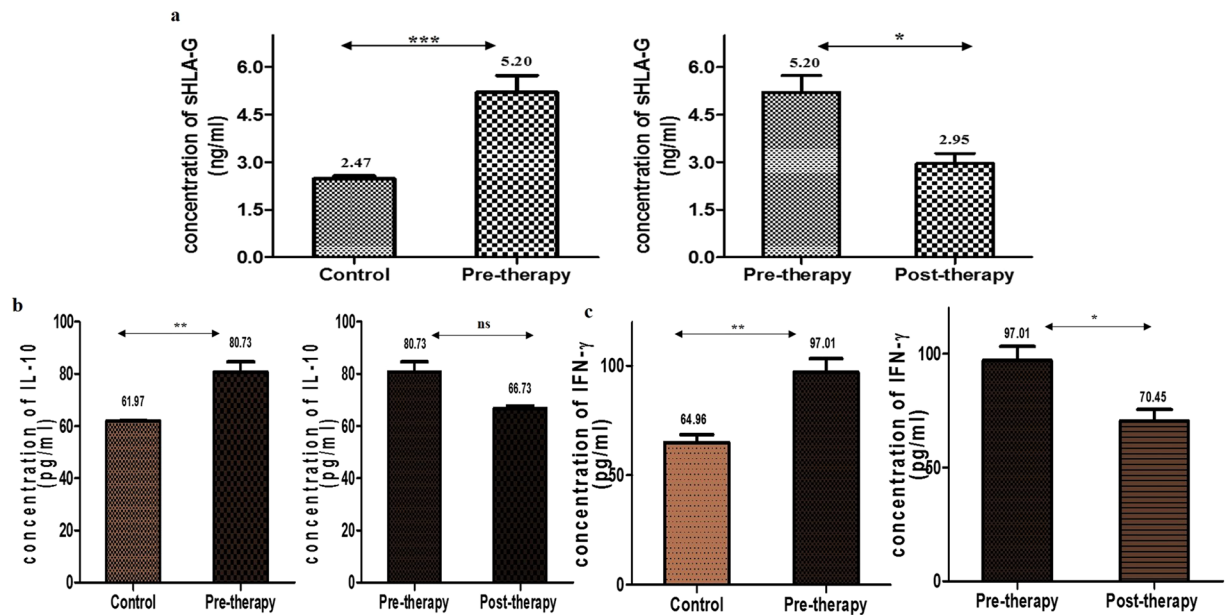 a
concentration of sHLA-G
(ng/ml)
6.0
4.5
3.0
1.5
0.0
***
2.47
5.20
Control
Pre-therapy
concentration of sHLA-G
(ng/ml)
6.0
4.5
3.0
1.5
0.0
*
5.20
2.95
Pre-therapy
Post-therapy
b
concentration of IL-10
(pg/ml)
100
80
60
40
20
0
**
61.97
80.73
Control
Pre-therapy
concentration of IL-10
(pg/ml)
100
80
60
40
20
0
ns
80.73
66.73
Pre-therapy
Post-therapy
c
concentration of IFN-γ
(pg/ml)
100
50
0
**
64.96
97.01
Control
Pre-therapy
concentration of IFN-γ
(pg/ml)
100
50
0
*
97.01
70.45
Pre-therapy
Post-therapy